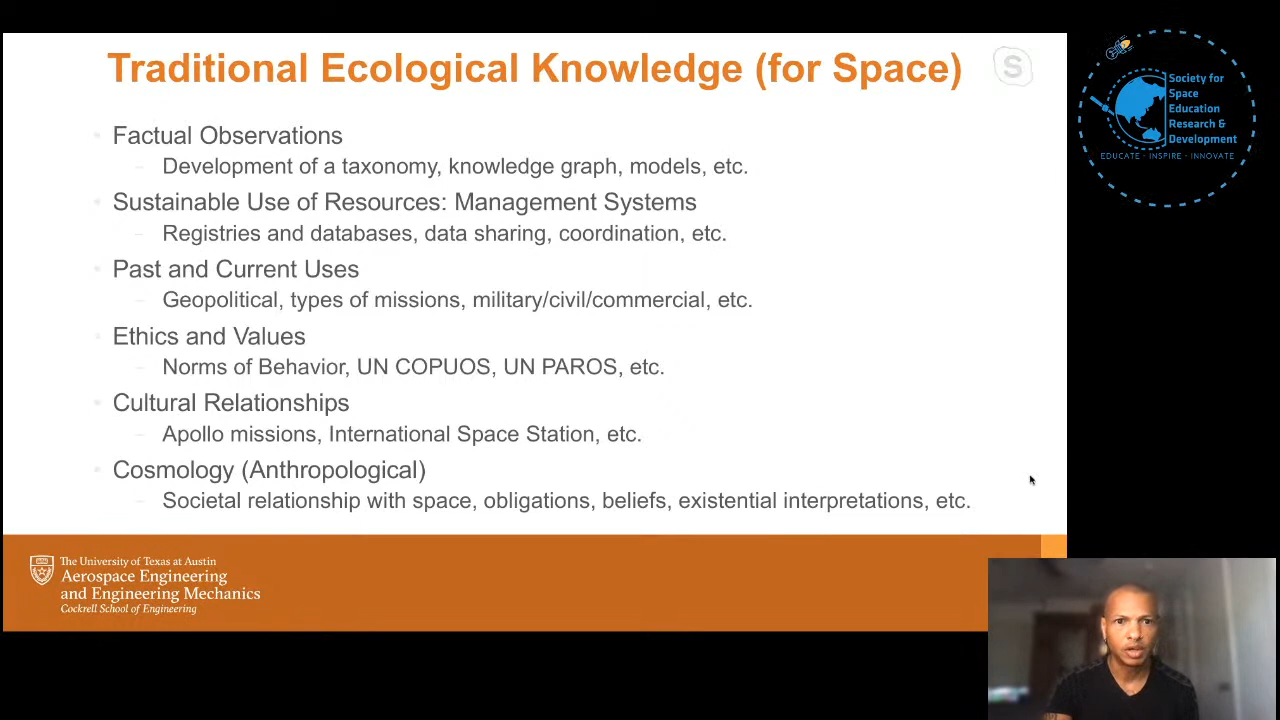 Traditional Ecological Knowledge (for Space)
S
Factual Observations
Development of a taxonomy, knowledge graph, models, etc.
Sustainable Use of Resources: Management Systems
Registries and databases, data sharing, coordination, etc.
Past and Current Uses
Geopolitical, types of missions, military/civil/commercial, etc.
Ethics and Values
Norms of Behavior, UN COPUOS, UN PAROS, etc.
Cultural Relationships
Apollo missions, International Space Station, etc.
Cosmology (Anthropological)
Societal relationship with space, obligations, beliefs, existential interpretations, etc.
The University of Texas at Austin
Aerospace Engineering
and Engineering Mechanics
Cockrell School of Engineering
Society for
Space
Education
Research &
Development
EDUCATE · INSPIRE · INNOVATE